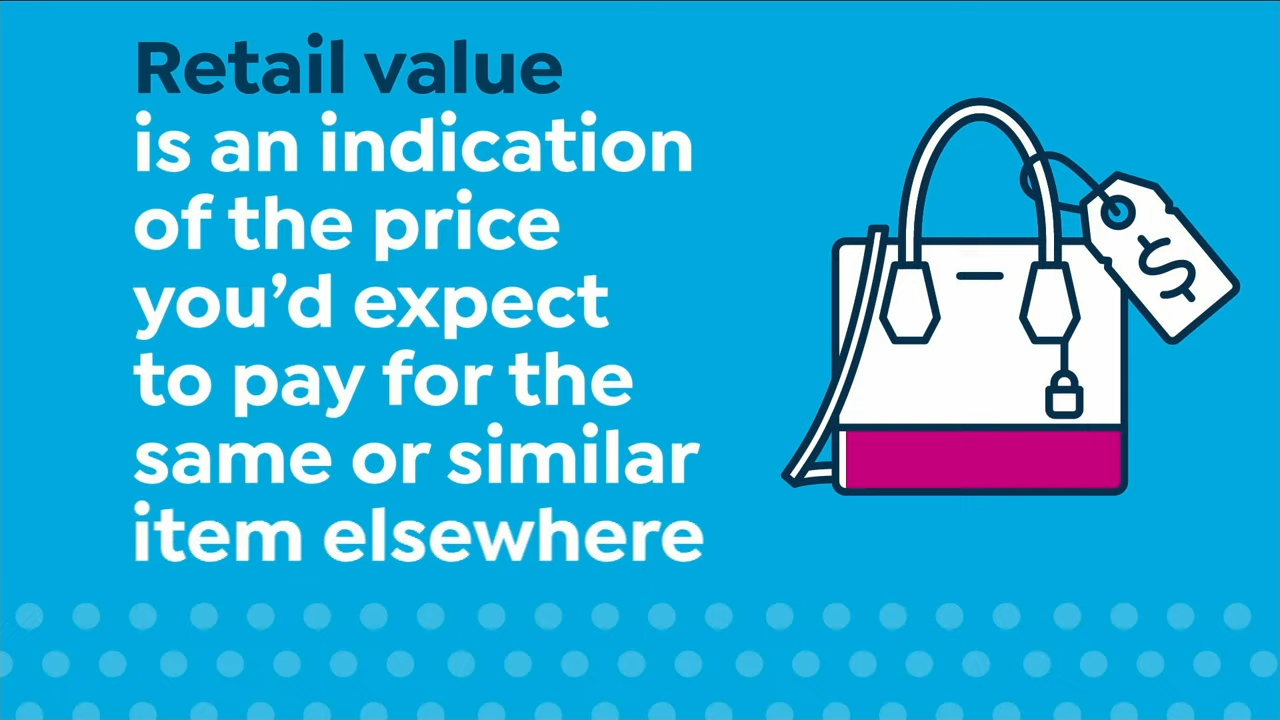 Retail value
is an indication
of the price
you’d expect
to pay for the
same or similar
item elsewhere
$